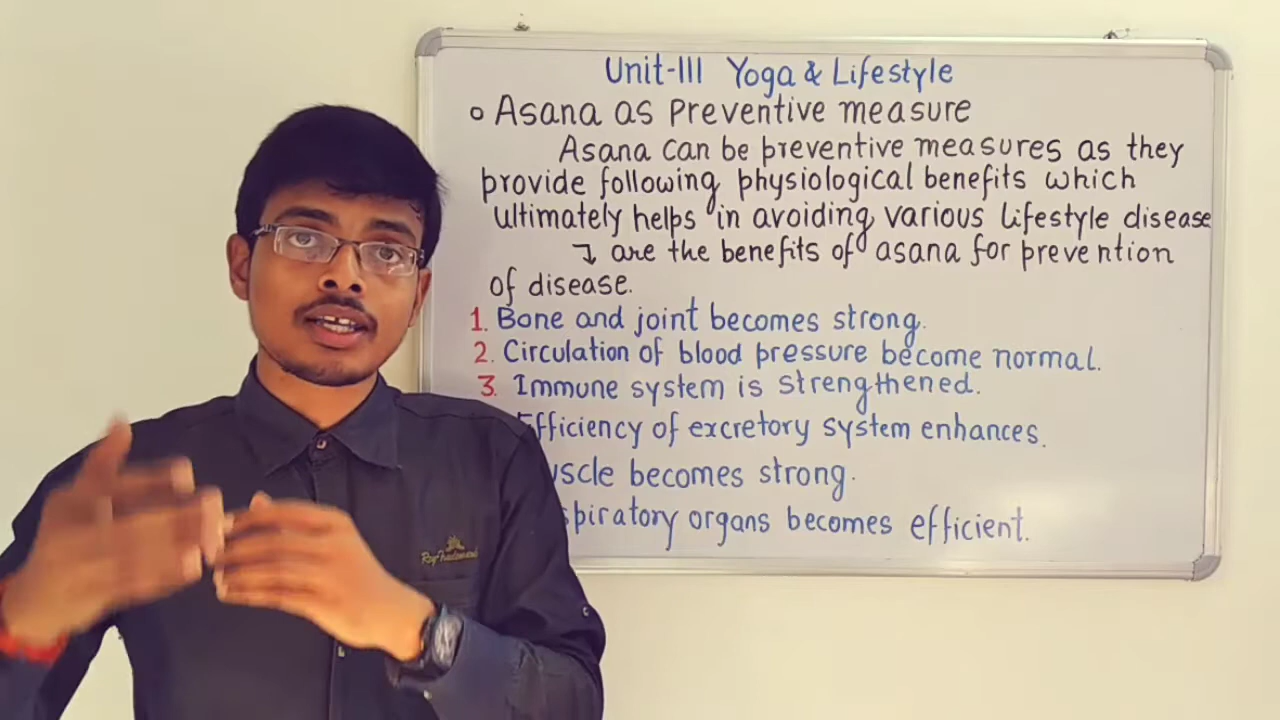 Unit-III Yoga & Lifestyle
Asana as Preventive measure
Asana can be preventive measures as they
provide following physiological benefits which
ultimately helps in avoiding various lifestyle disease
are the benefits of asana for prevention
of disease.
1. Bone and joint becomes strong.
2. Circulation of blood pressure become normal.
3. Immune system is strengthened.
Efficiency of excretory system enhances.
uscle becomes strong.
spiratory organs becomes efficient.